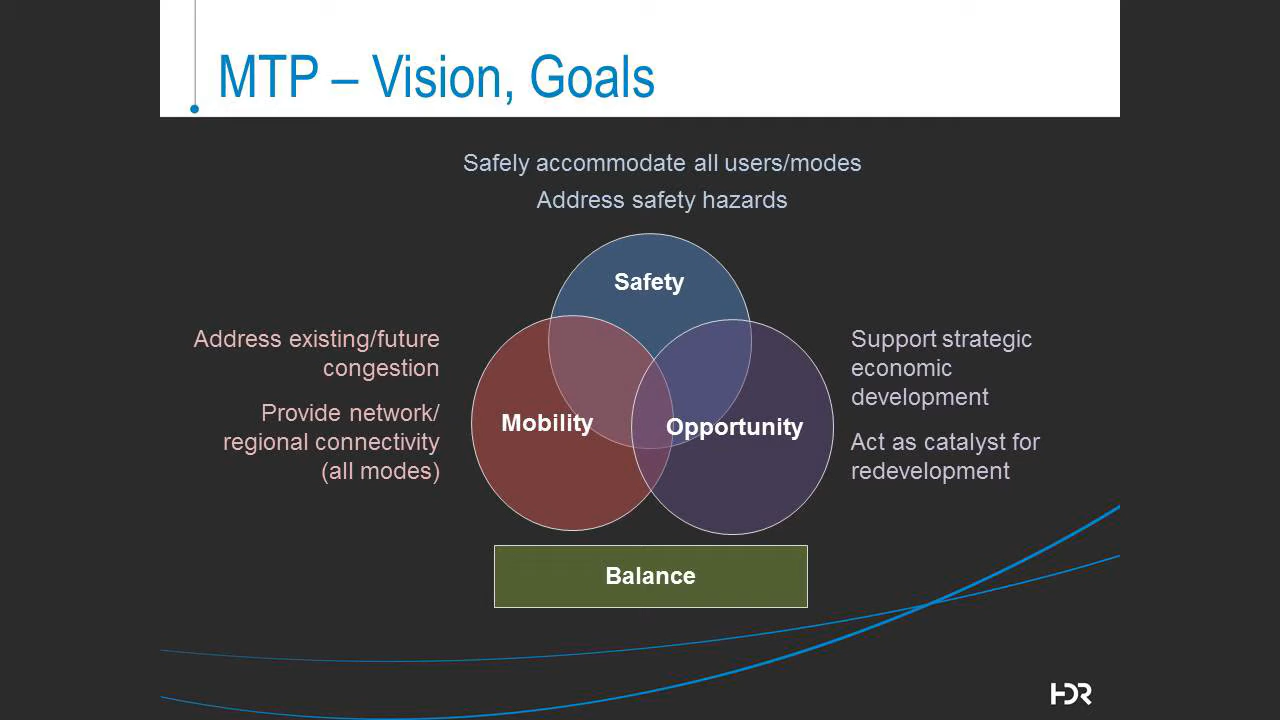 MTP – Vision, Goals
Safely accommodate all users/modes
Address safety hazards
Safety
Address existing/future
congestion
Provide network/
regional connectivity
(all modes)
Mobility
Opportunity
Support strategic
economic
development
Act as catalyst for
redevelopment
Balance
HDR